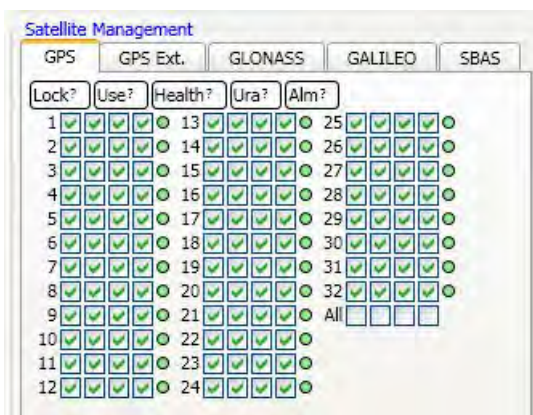 Satellite Management
GPS GPS Ext. GLONASS GALILEO SBAS
Lock? Use? Health? Ura? Alm?
1 13 25
2 14 26
3 15 27
4 16 28
5 17 29
6 18 30
7 19 31
8 20 32
9 21 All
10 22
11 23
12 24